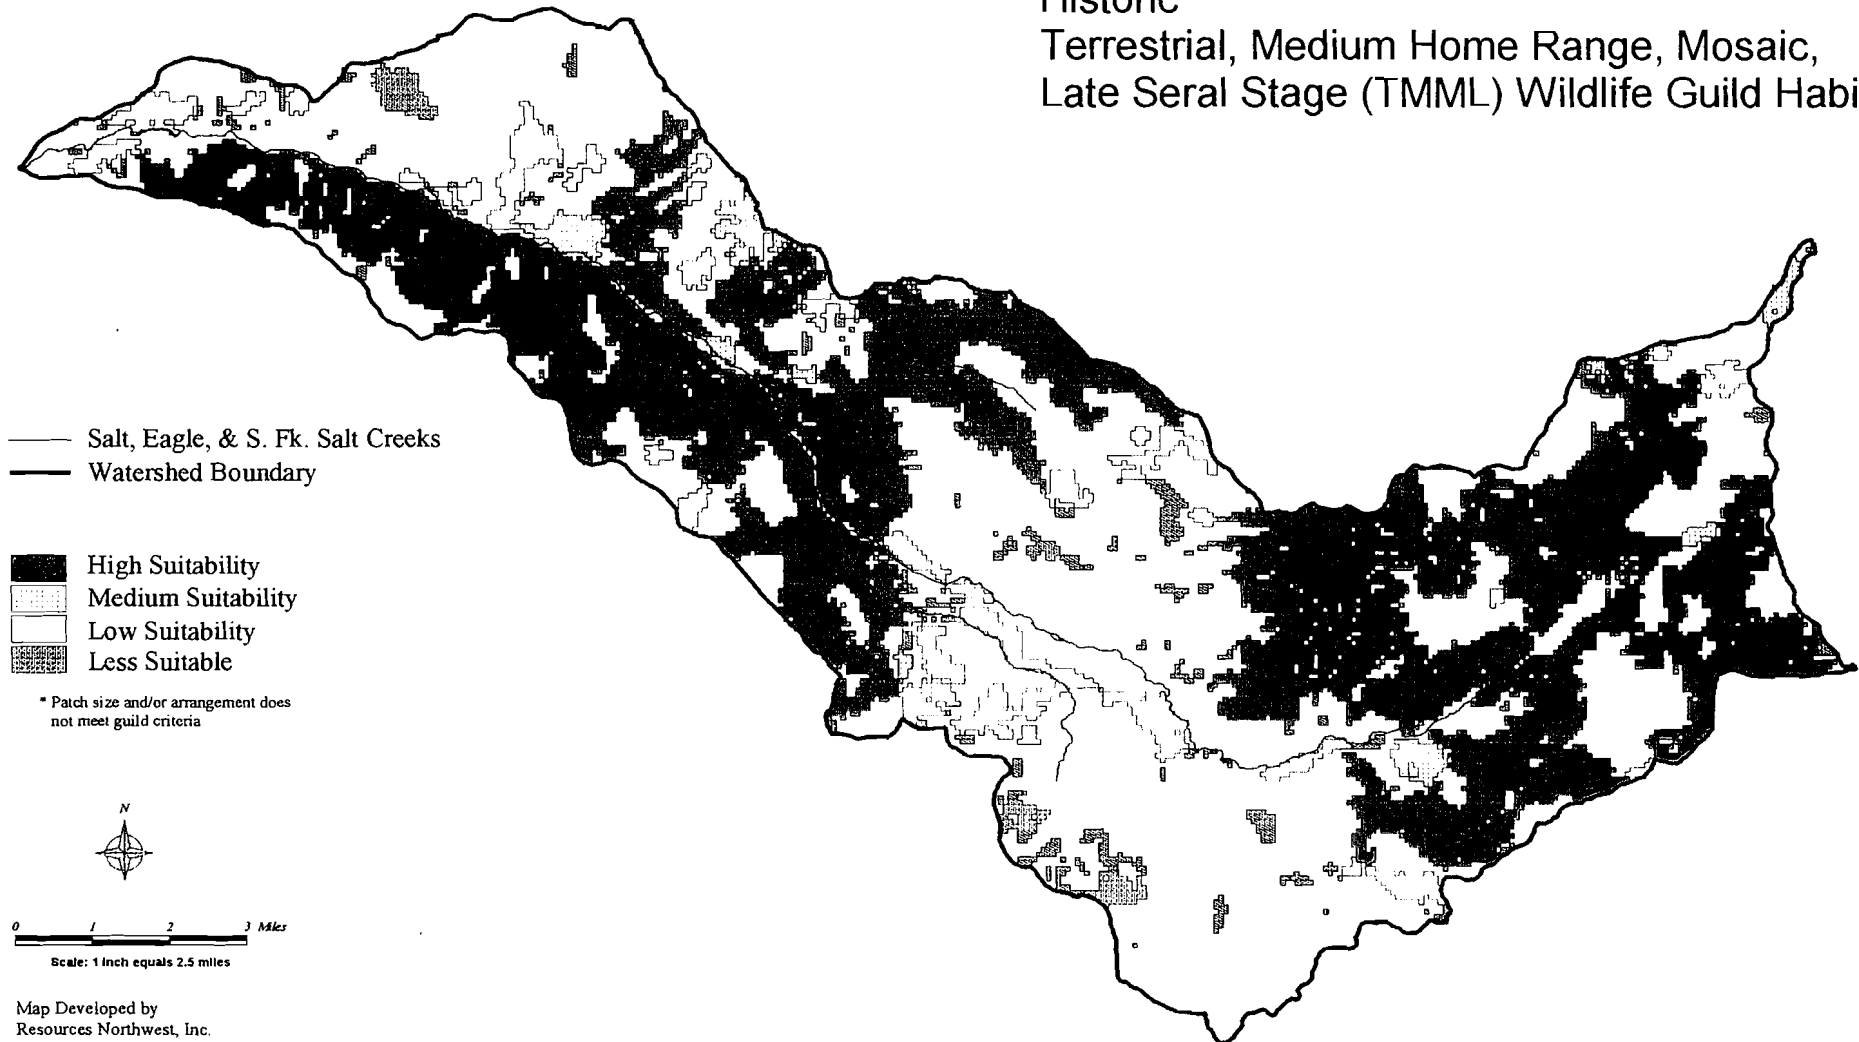 Historic
Terrestrial, Medium Home Range, Mosaic,
Late Seral Stage (TMML) Wildlife Guild Habi
Salt, Eagle, & S. Fk. Salt Creeks
Watershed Boundary
High Suitability
Medium Suitability
Low Suitability
Less Suitable
* Patch size and/or arrangement does
not meet guild criteria
N
0 1 2 3 Miles
Scale: 1 inch equals 2.5 miles
Map Developed by
Resources Northwest, Inc.